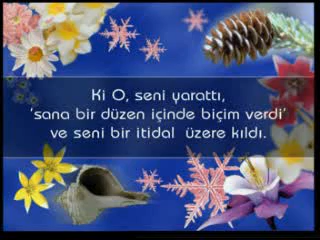 Ki O, seni yarattı,
'sana bir düzen içinde biçim verdi'
ve seni bir itidal üzere kıldı.